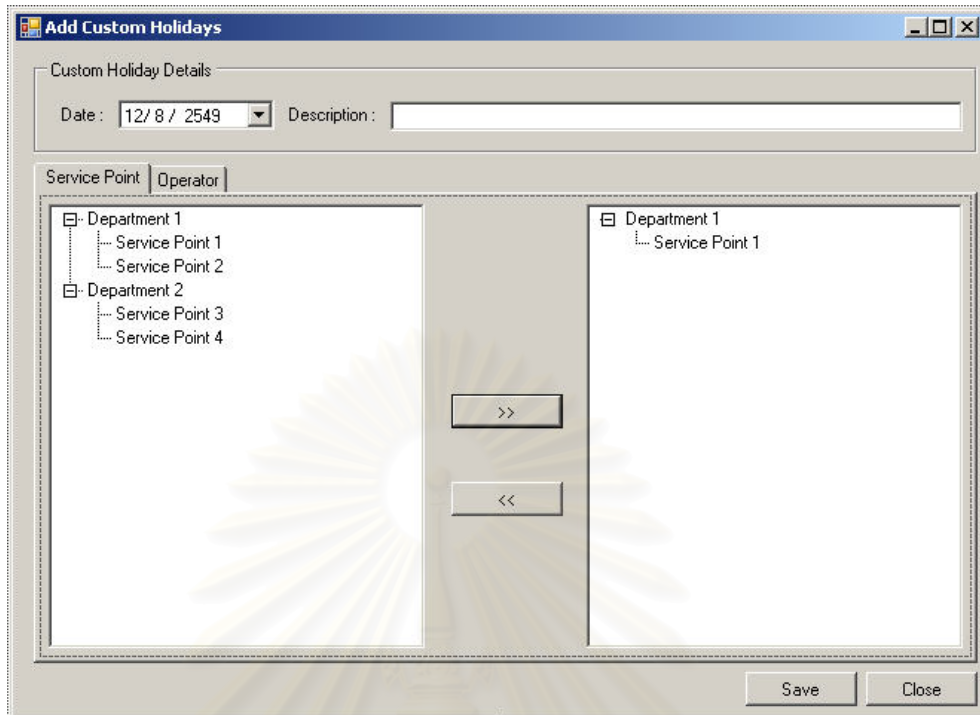 Add Custom Holidays
Custom Holiday Details
Date : 12/ 8 / 2549 Description :
Service Point Operator
Department 1
Service Point 1
Service Point 2
Department 2
Service Point 3
Service Point 4
>>
<<
Department 1
Service Point 1
Save Close